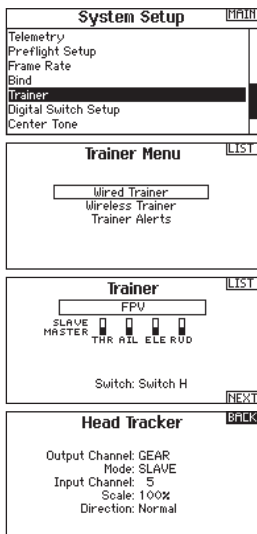 System Setup
MAIN
Telemetry
Preflight Setup
Frame Rate
Bind
Trainer
Digital Switch Setup
Center Tone
Trainer Menu
LIST
Wired Trainer
Wireless Trainer
Trainer Alerts
Trainer
LIST
FPV
SLAVE
MASTER
THR AIL ELE RUD
Switch: Switch H
NEXT
Head Tracker
BACK
Output Channel: GEAR
Mode: SLAVE
Input Channel: 5
Scale: 100%
Direction: Normal